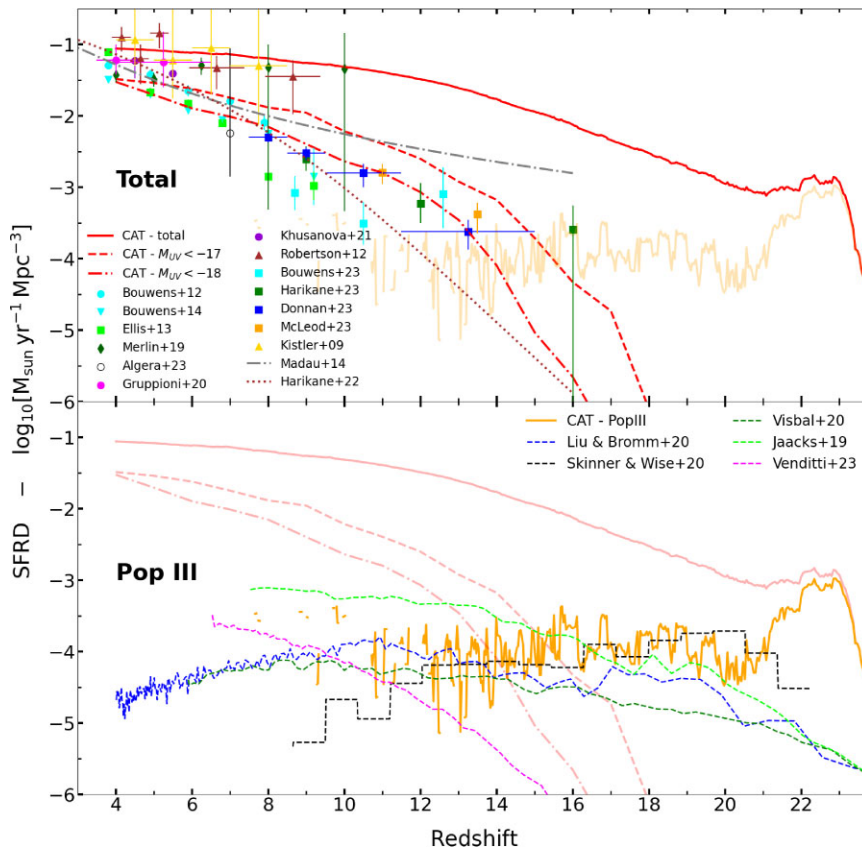 −1
−2
−3
−4
−5
−6
Total
CAT - total
CAT - M_UV < −17
CAT - M_UV < −18
Bouwens+12
Bouwens+14
Ellis+13
Merlin+19
Algera+23
Gruppioni+20
Khusanova+21
Robertson+12
Bouwens+23
Harikane+23
Donnan+23
McLeod+23
Kistler+09
Madau+14
Harikane+22
SFRD − log10[Msun yr−1 Mpc−3]
−1
−2
−3
−4
−5
−6
Pop III
CAT - PopIII
Liu & Bromm+20
Skinner & Wise+20
Visbal+20
Jaacks+19
Venditti+23
4 6 8 10 12 14 16 18 20 22
Redshift